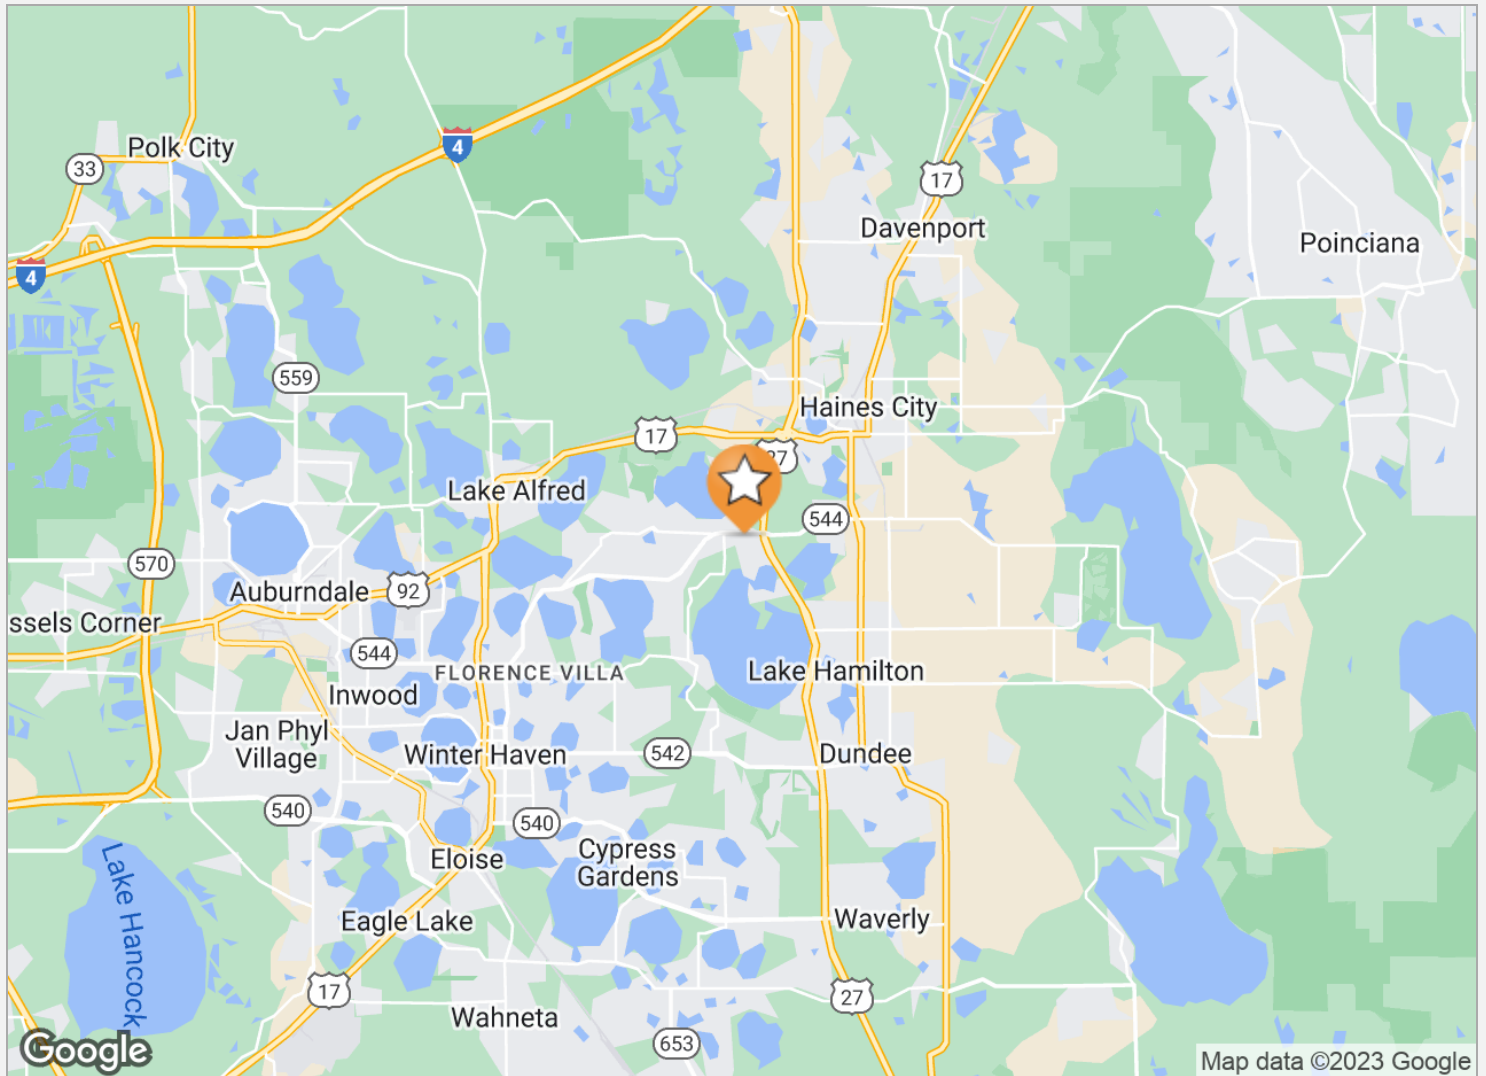 Polk City
33
4
17
Davenport
Poinciana
4
559
Haines City
17
27
Lake Alfred
544
570
Auburndale
92
ssels Corner
544
FLORENCE VILLA
Lake Hamilton
Inwood
Jan Phyl
Village
Winter Haven
542
Dundee
540
540
Eloise
Cypress
Gardens
Lake Hancock
Eagle Lake
Waverly
17
27
Wahneta
653
Google
Map data ©2023 Google